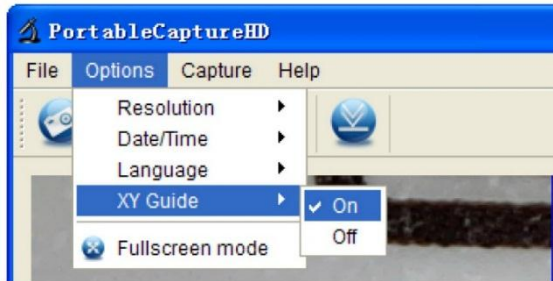 PortableCaptureHD
File Options Capture Help
Resolution
Date/Time
Language
XY Guide
On
Off
Fullscreen mode